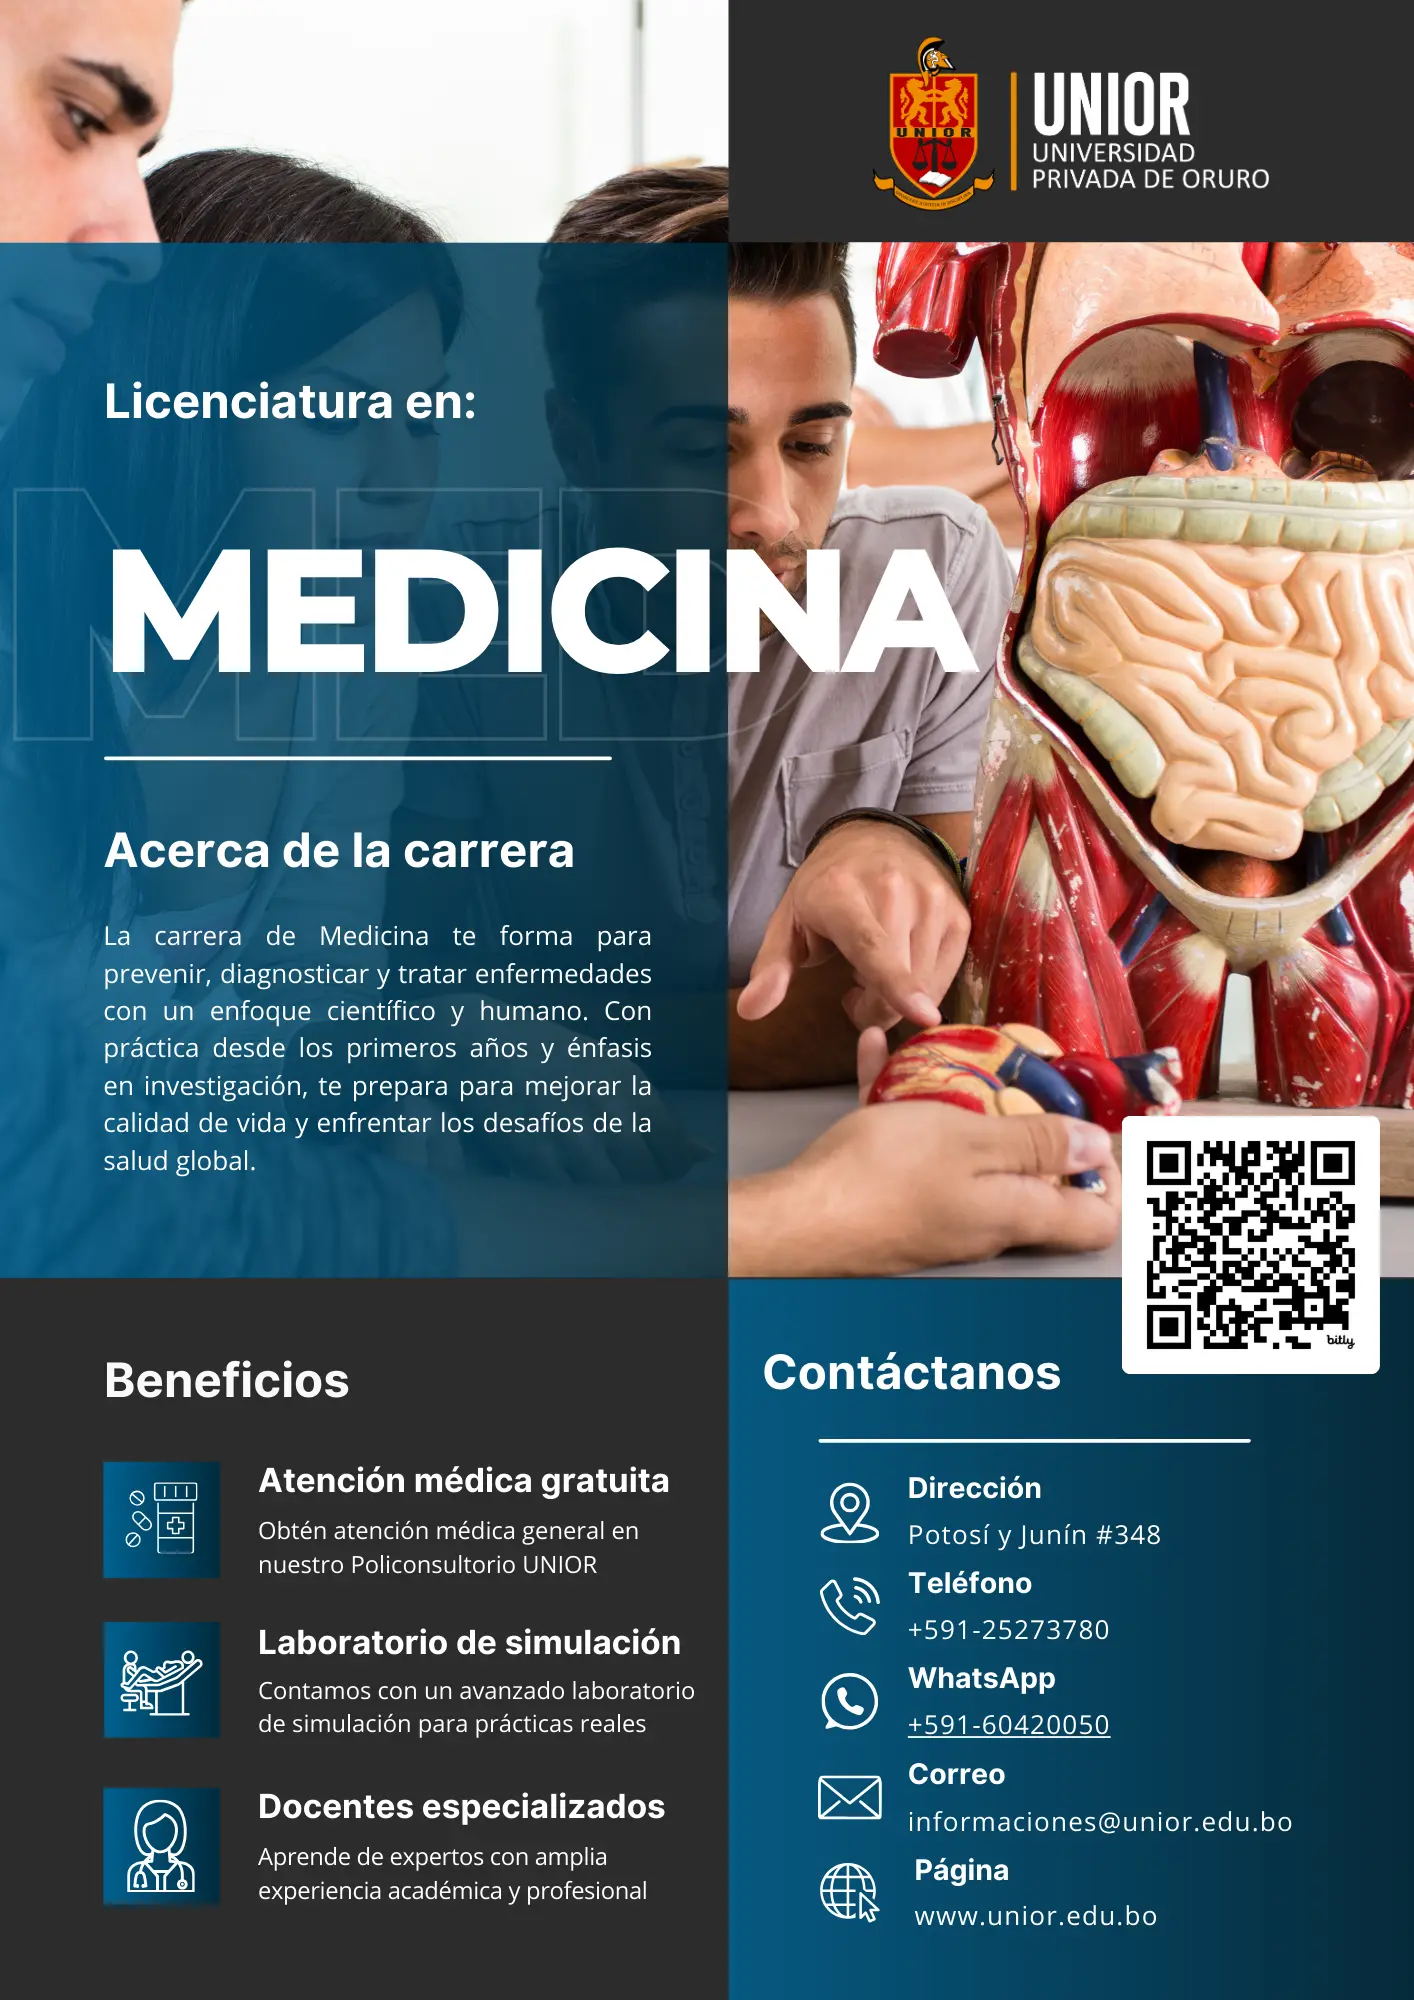 UNIOR
UNIOR
UNIVERSIDAD
PRIVADA DE ORURO
Licenciatura en:
MED
MEDICINA
Acerca de la carrera
La carrera de Medicina te forma para
prevenir, diagnosticar y tratar enfermedades
con un enfoque científico y humano. Con
práctica desde los primeros años y énfasis
en investigación, te prepara para mejorar la
calidad de vida y enfrentar los desafíos de la
salud global.
bitly
Beneficios
Atención médica gratuita
Obtén atención médica general en
nuestro Policonsultorio UNIOR
Laboratorio de simulación
Contamos con un avanzado laboratorio
de simulación para prácticas reales
Docentes especializados
Aprende de expertos con amplia
experiencia académica y profesional
Contáctanos
Dirección
Potosí y Junín #348
Teléfono
+591-25273780
WhatsApp
+591-60420050
Correo
informaciones@unior.edu.bo
Página
www.unior.edu.bo